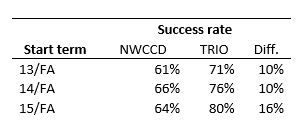 Success rate
Start term NWCCD TRIO Diff.
13/FA 61% 71% 10%
14/FA 66% 76% 10%
15/FA 64% 80% 16%